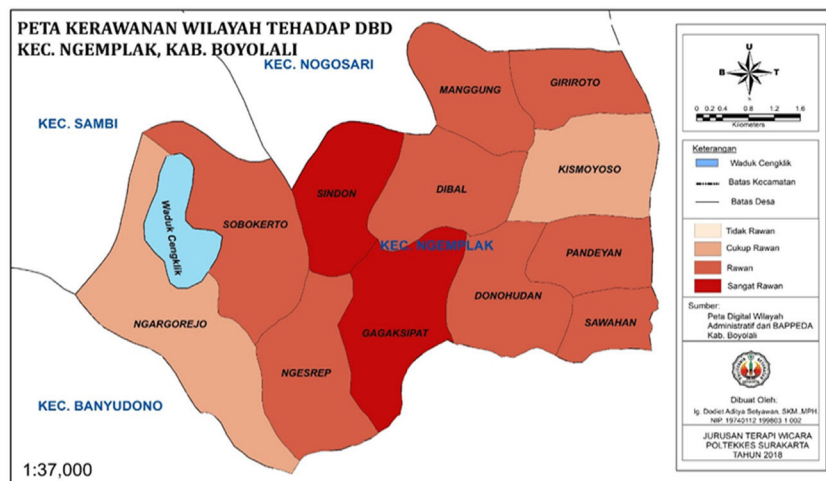 PETA KERAWANAN WILAYAH TEHADAP DBD
KEC. NGEMPLAK, KAB. BOYOLALI
KEC. NOGOSARI
KEC. SAMBI
MANGGUNG
GIRIROTO
KISMOYOSO
SINDON
DIBAL
SOBOKERTO
Waduk Cengklik
KEC. NGEMPLAK
PANDEYAN
DONOHUDAN
NGARGOREJO
GAGAKSIPAT
SAWAHAN
NGESREP
KEC. BANYUDONO
1:37,000
U
B T
S
0 0.2 0.4 0.8 1.2 1.6
Kilometers
Keterangan
Waduk Cengklik
Batas Kecamatan
Batas Desa
Tidak Rawan
Cukup Rawan
Rawan
Sangat Rawan
Sumber:
Peta Digital Wilayah
Administratif dari BAPPEDA
Kab. Boyolali
Dibuat Oleh:
Ig. Dodiet Aditya Setyawan, SKM.,MPH.
NIP. 19740112 199803 1 002
JURUSAN TERAPI WICARA
POLTEKKES SURAKARTA
TAHUN 2018